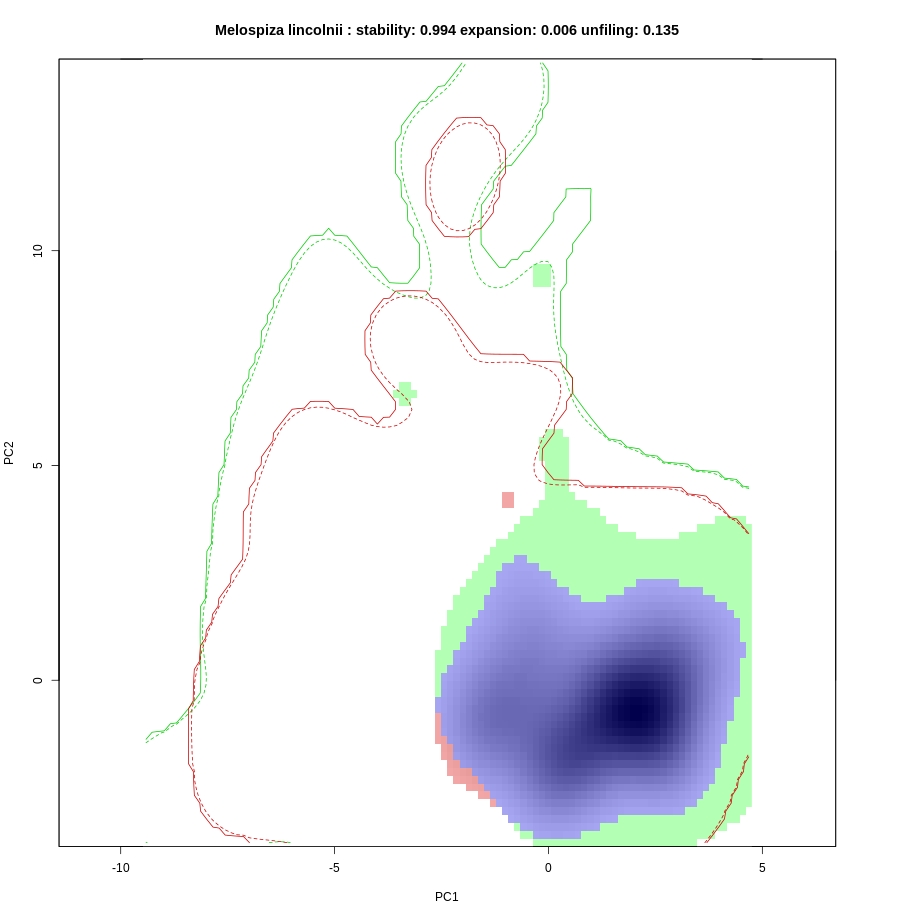 Melospiza lincolnii : stability: 0.994 expansion: 0.006 unfiling: 0.135
10
5
0
PC2
-10 -5 0 5
PC1